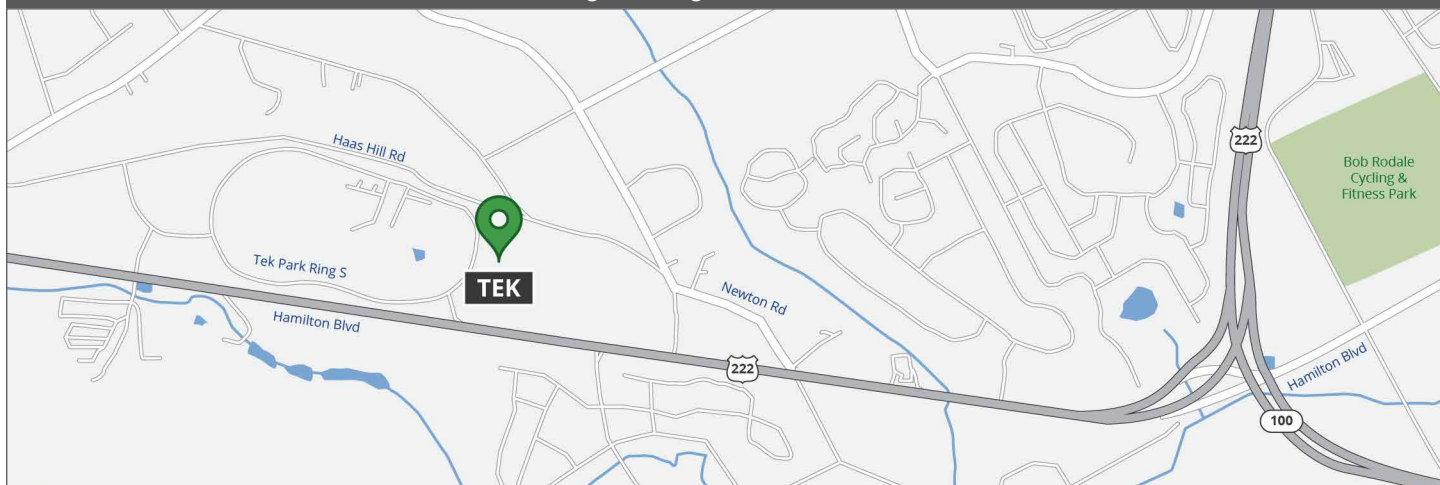 222
Haas Hill Rd
Bob Rodale
Cycling &
Fitness Park
Tek Park Ring S
TEK
Newton Rd
Hamilton Blvd
222
Hamilton Blvd
100